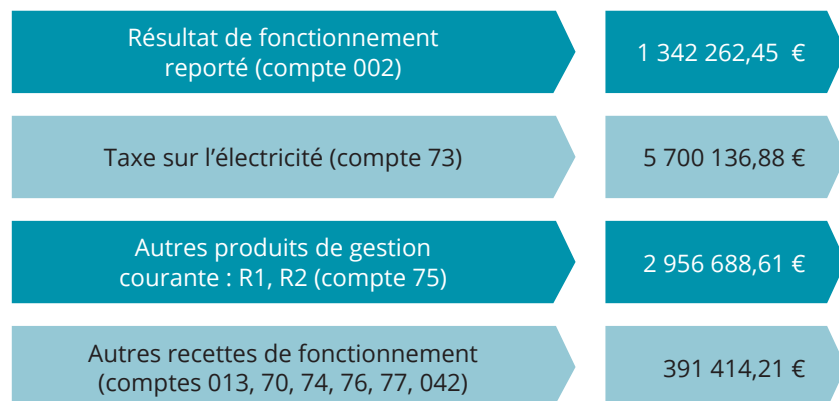 Résultat de fonctionnement
reporté (compte 002)
1 342 262,45 €
Taxe sur l’électricité (compte 73)
5 700 136,88 €
Autres produits de gestion
courante : R1, R2 (compte 75)
2 956 688,61 €
Autres recettes de fonctionnement
(comptes 013, 70, 74, 76, 77, 042)
391 414,21 €